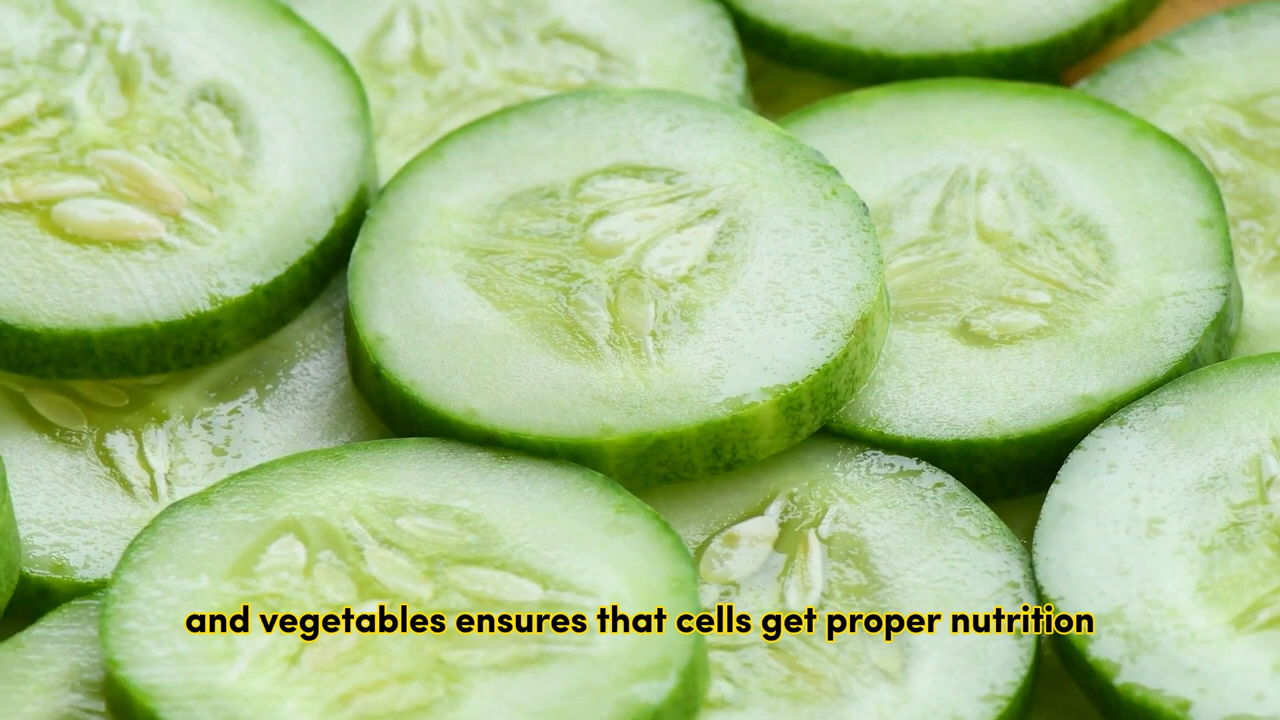 and vegetables ensures that cells get proper nutrition